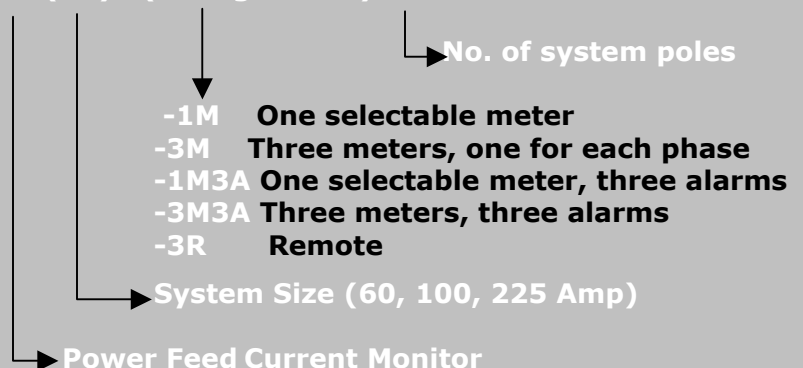 No. of system poles
-1M One selectable meter
-3M Three meters, one for each phase
-1M3A One selectable meter, three alarms
-3M3A Three meters, three alarms
-3R Remote
System Size (60, 100, 225 Amp)
Power Feed Current Monitor